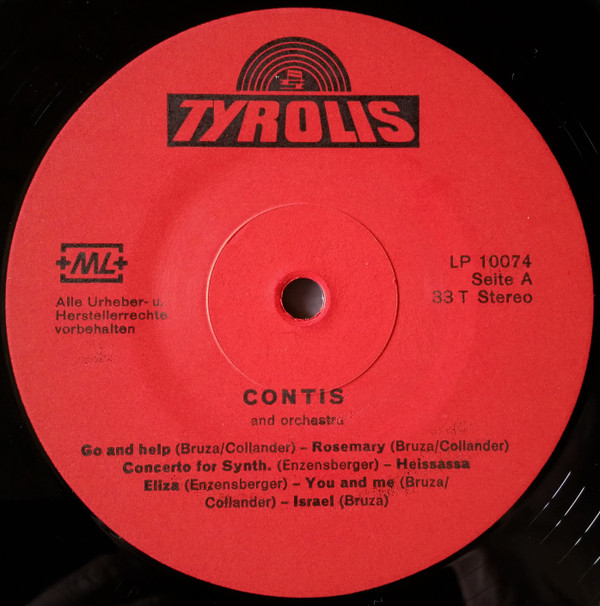 TYROLIS
+ML+
Alle Urheber- u.
Herstellerrechte
vorbehalten
LP 10074
Seite A
33 T Stereo
CONTIS
and orchestra
Go and help (Bruza/Collander) – Rosemary (Bruza/Collander)
Concerto for Synth. (Enzensberger) – Heissassa
Eliza (Enzensberger) – You and me (Bruza/
Collander) – Israel (Bruza)